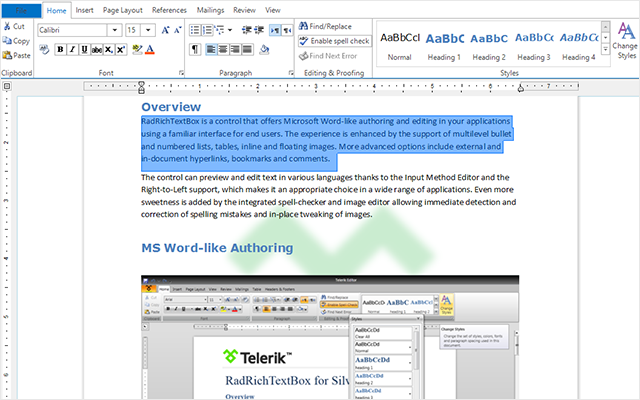 File Home Insert Page Layout References Mailings Review View
Cut
Copy
Paste
Clipboard
Calibri 15
B I U
Font
Paragraph
Find/Replace
Enable spell check
Find Next Error
Editing & Proofing
AaBbCcI AaBbC AaBbCc AaBbCc AaBbCc
Normal Heading 1 Heading 2 Heading 3 Heading 4
Styles
Change
Styles
Overview
RadRichTextBox is a control that offers Microsoft Word-like authoring and editing in your applications
using a familiar interface for end users. The experience is enhanced by the support of multilevel bullet
and numbered lists, tables, inline and floating images. More advanced options include external and
in-document hyperlinks, bookmarks and comments.
The control can preview and edit text in various languages thanks to the Input Method Editor and the
Right-to-Left support, which makes it an appropriate choice in a wide range of applications. Even more
sweetness is added by the integrated spell-checker and image editor allowing immediate detection and
correction of spelling mistakes and in-place tweaking of images.
MS Word-like Authoring
Telerik Editor
Home Insert Page Layout View Review Mailings Table Headers & Footers
Find/Replace
Enable Spell Check
Find Next Error
Change
Styles
Styles
AaBbCcDd
Clear All
AaBbCcDd
Normal
AaBbCcDd
Heading 1
AaBbCcDd
Heading 2
AaBbCcDd
Heading 3
Change Styles
Change the set of styles, colors, fonts
and paragraph spacing used in this
document.
Telerik™
RadRichTextBox for Silv
Overview